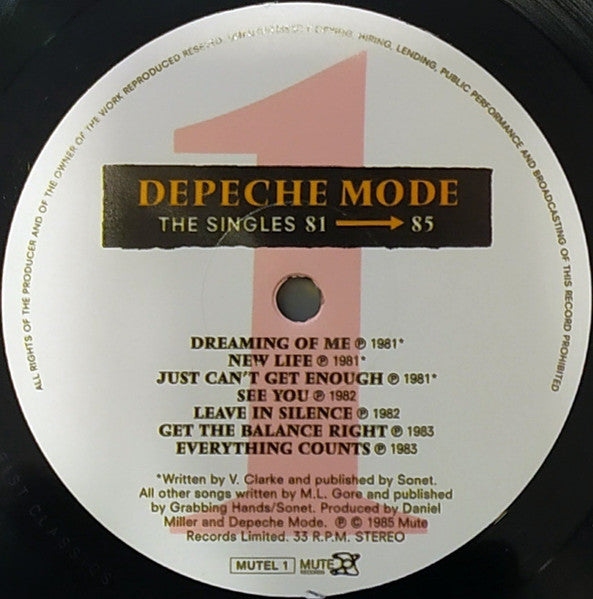 ALL RIGHTS OF THE PRODUCER AND OF THE OWNER OF THE WORK REPRODUCED RESERVED. HIRING, LENDING, PUBLIC PERFORMANCE AND BROADCASTING OF THIS RECORD PROHIBITED
1
DEPECHE MODE
THE SINGLES 81 → 85
DREAMING OF ME ℗ 1981*
NEW LIFE ℗ 1981*
JUST CAN'T GET ENOUGH ℗ 1981*
SEE YOU ℗ 1982
LEAVE IN SILENCE ℗ 1982
GET THE BALANCE RIGHT ℗ 1983
EVERYTHING COUNTS ℗ 1983
*Written by V. Clarke and published by Sonet.
All other songs written by M.L. Gore and published
by Grabbing Hands/Sonet. Produced by Daniel
Miller and Depeche Mode. ℗ © 1985 Mute
Records Limited. 33 R.P.M. STEREO
MUTEL 1 MUTE